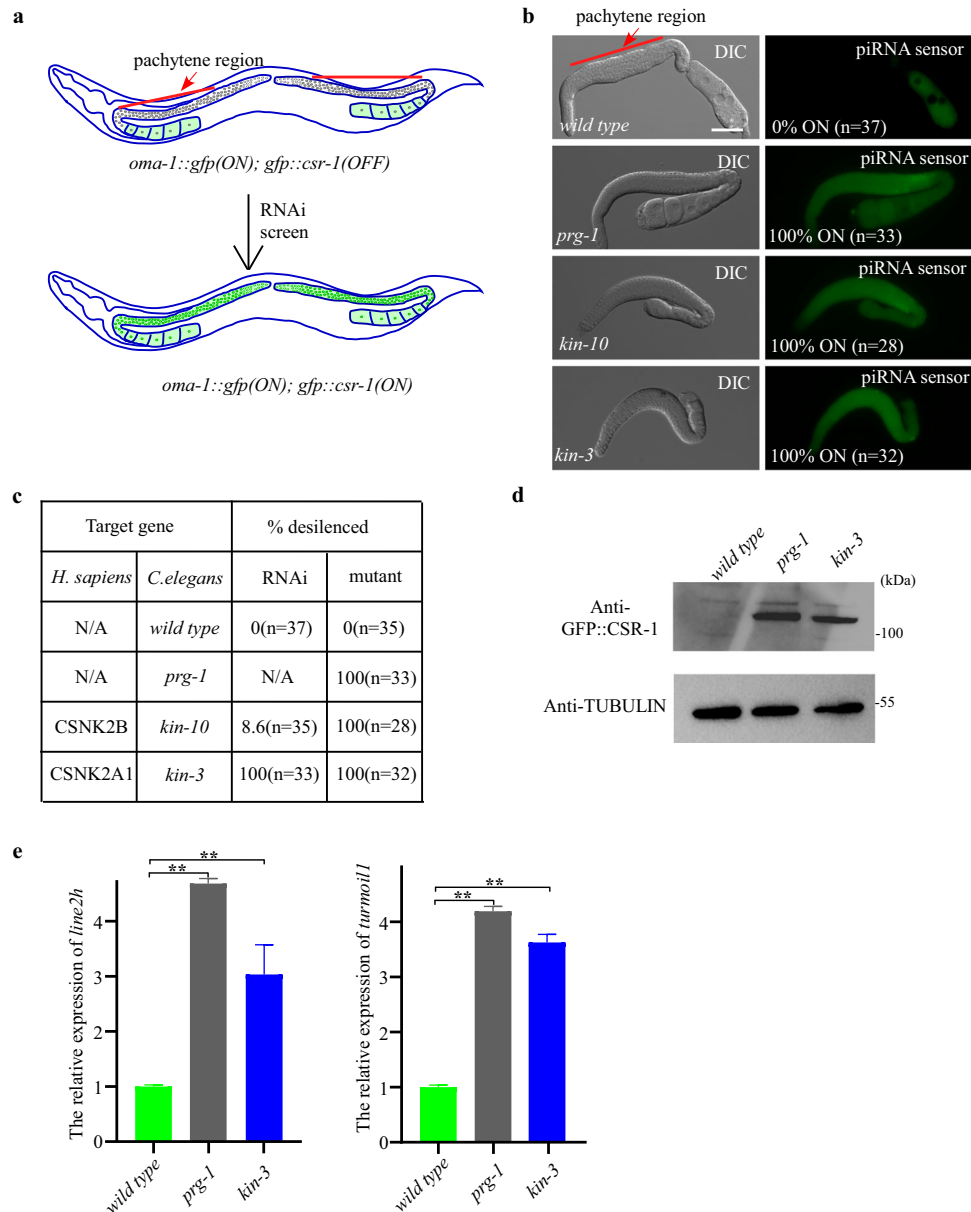 a
pachytene region
oma-1::gfp(ON); gfp::csr-1(OFF)
RNAi
screen
oma-1::gfp(ON); gfp::csr-1(ON)
b
pachytene region
DIC
wild type
piRNA sensor
0% ON (n=37)
DIC
prg-1
piRNA sensor
100% ON (n=33)
DIC
kin-10
piRNA sensor
100% ON (n=28)
DIC
kin-3
piRNA sensor
100% ON (n=32)
c
Target gene % desilenced
H. sapiens C.elegans RNAi mutant
N/A wild type 0(n=37) 0(n=35)
N/A prg-1 N/A 100(n=33)
CSNK2B kin-10 8.6(n=35) 100(n=28)
CSNK2A1 kin-3 100(n=33) 100(n=32)
d
wild type prg-1 kin-3
(kDa)
Anti-
GFP::CSR-1
-100
Anti-TUBULIN
-55
e
The relative expression of line2h
5
4
3
2
1
0
**
**
wild type
prg-1
kin-3
The relative expression of turmoil1
4
2
1
0
**
**
wild type
prg-1
kin-3